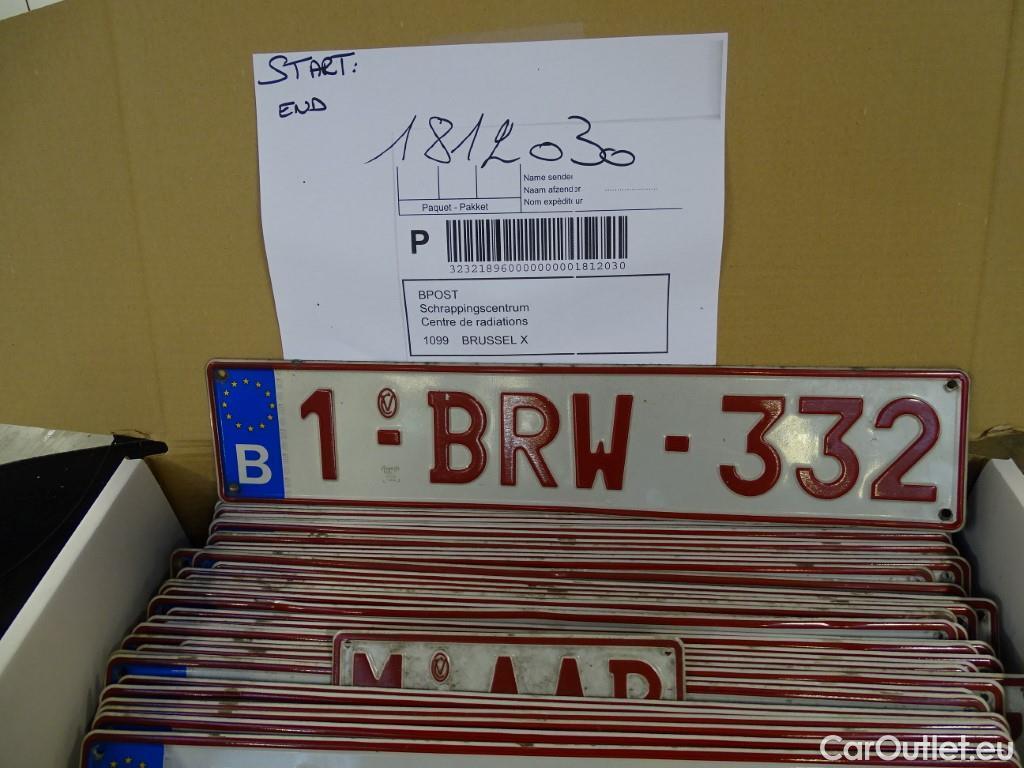 START:
END
1812030
Name sender
Naam afzender
Nom expéditeur
Paquet - Pakket
P
323218960000000001812030
BPOST
Schrappingscentrum
Centre de radiations
1099 BRUSSEL X
B 1-BRW-332
M AAR
CarOutlet.eu